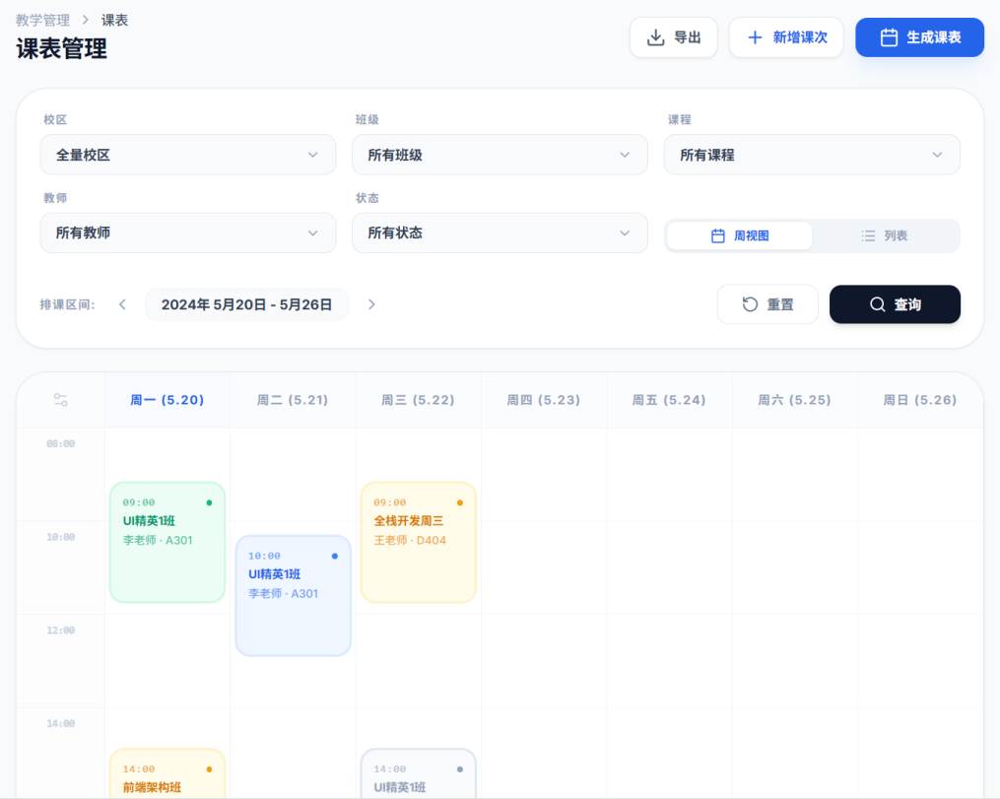 教学管理 > 课表
课表管理
导出
新增课次
生成课表
校区
班级
课程
全量校区
所有班级
所有课程
教师
状态
所有教师
所有状态
周视图
列表
排课区间:
2024年 5月20日 - 5月26日
重置
查询
周一 (5.20)
周二 (5.21)
周三 (5.22)
周四 (5.23)
周五 (5.24)
周六 (5.25)
周日 (5.26)
08:00
09:00
UI精英1班
李老师 · A301
09:00
全栈开发周三
王老师 · D404
10:00
10:00
UI精英1班
李老师 · A301
12:00
14:00
14:00
前端架构班
14:00
UI精英1班